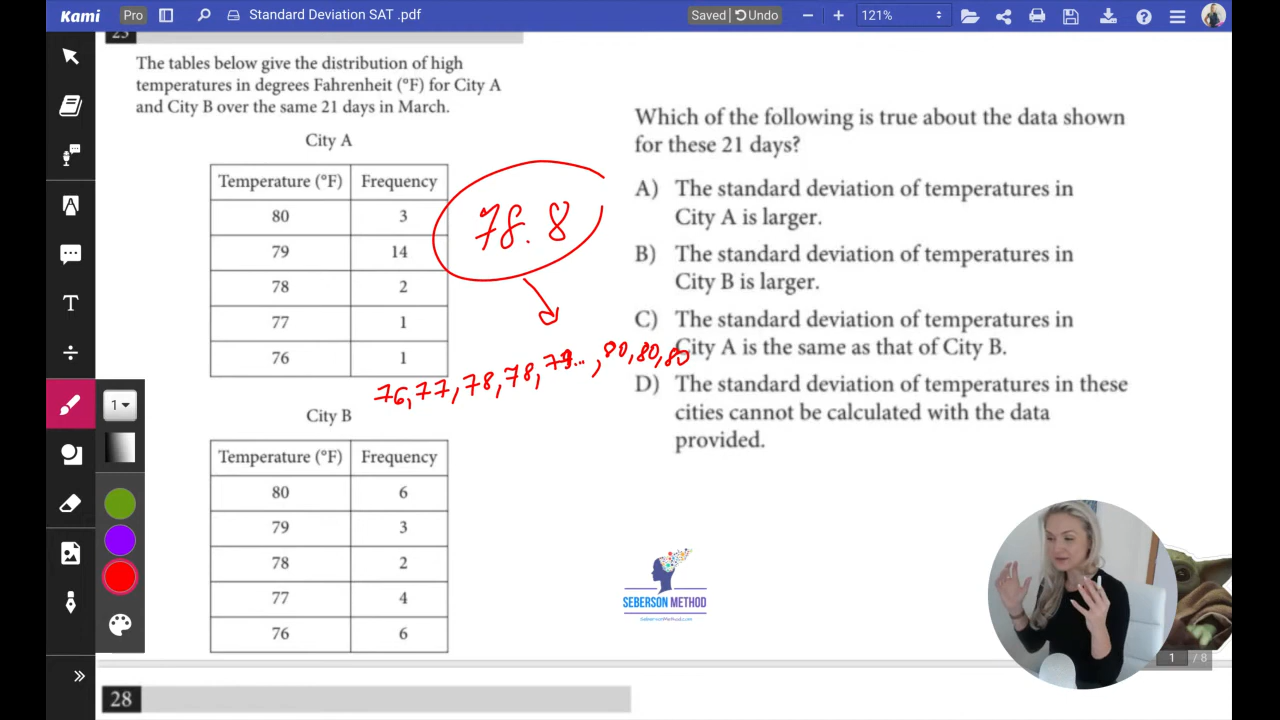 Kami
Pro
Standard Deviation SAT .pdf
Saved
Undo
121%
The tables below give the distribution of high
temperatures in degrees Fahrenheit (°F) for City A
and City B over the same 21 days in March.
City A
Temperature (°F) Frequency
80 3
79 14
78 2
77 1
76 1
78.8
76, 77, 78, 78, 79..., 80, 80, 80
City B
Temperature (°F) Frequency
80 6
79 3
78 2
77 4
76 6
Which of the following is true about the data shown
for these 21 days?
A) The standard deviation of temperatures in
City A is larger.
B) The standard deviation of temperatures in
City B is larger.
C) The standard deviation of temperatures in
City A is the same as that of City B.
D) The standard deviation of temperatures in these
cities cannot be calculated with the data
provided.
T
1
SEBERSON METHOD
SebersonMethod.com
1 / 8
28